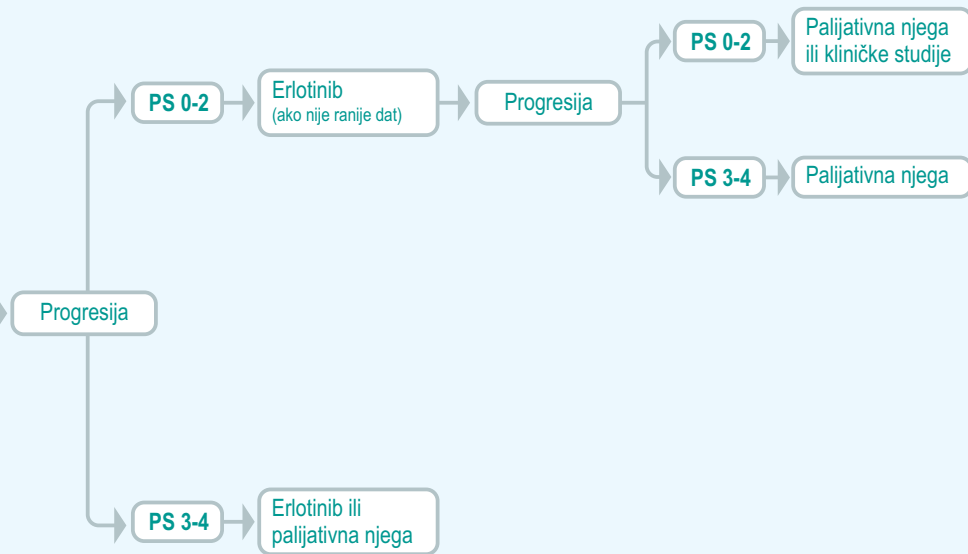 PS 0-2
Palijativna njega
ili kliničke studije
PS 0-2
Erlotinib
(ako nije ranije dat)
Progresija
PS 3-4
Palijativna njega
Progresija
PS 3-4
Erlotinib ili
palijativna njega